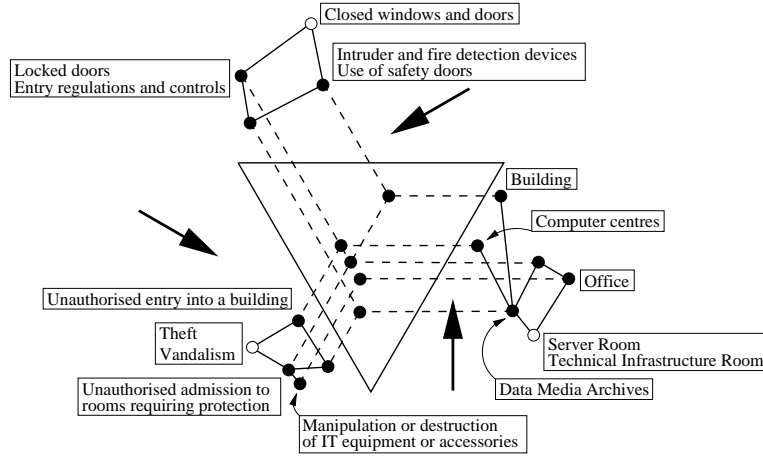 Closed windows and doors
Intruder and fire detection devices
Use of safety doors
Locked doors
Entry regulations and controls
Building
Computer centres
Office
Unauthorised entry into a building
Theft
Vandalism
Server Room
Technical Infrastructure Room
Unauthorised admission to
rooms requiring protection
Data Media Archives
Manipulation or destruction
of IT equipment or accessories